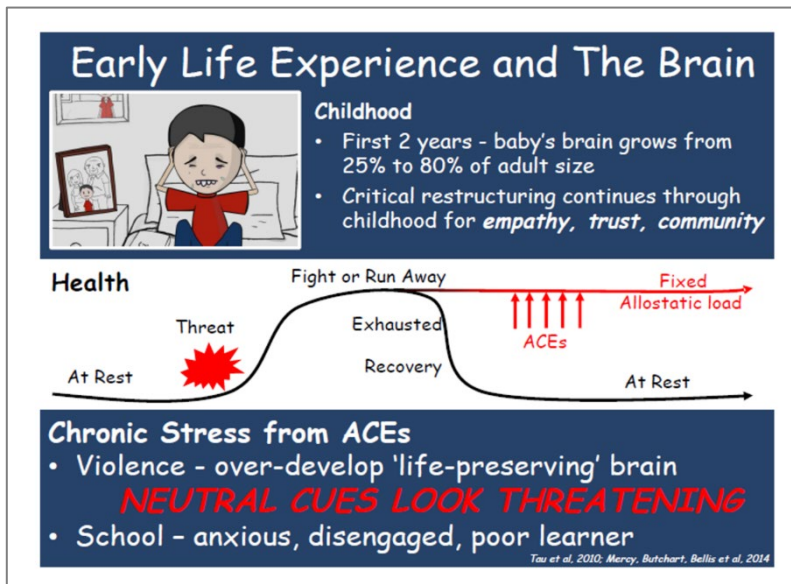 Early Life Experience and The Brain
Childhood
• First 2 years - baby's brain grows from
25% to 80% of adult size
• Critical restructuring continues through
childhood for empathy, trust, community
Health
Fight or Run Away
Fixed
Allostatic load
Threat
Exhausted
ACEs
Recovery
At Rest
At Rest
Chronic Stress from ACEs
• Violence - over-develop 'life-preserving' brain
NEUTRAL CUES LOOK THREATENING
• School – anxious, disengaged, poor learner
Tau et al, 2010; Mercy, Butchart, Bellis et al, 2014